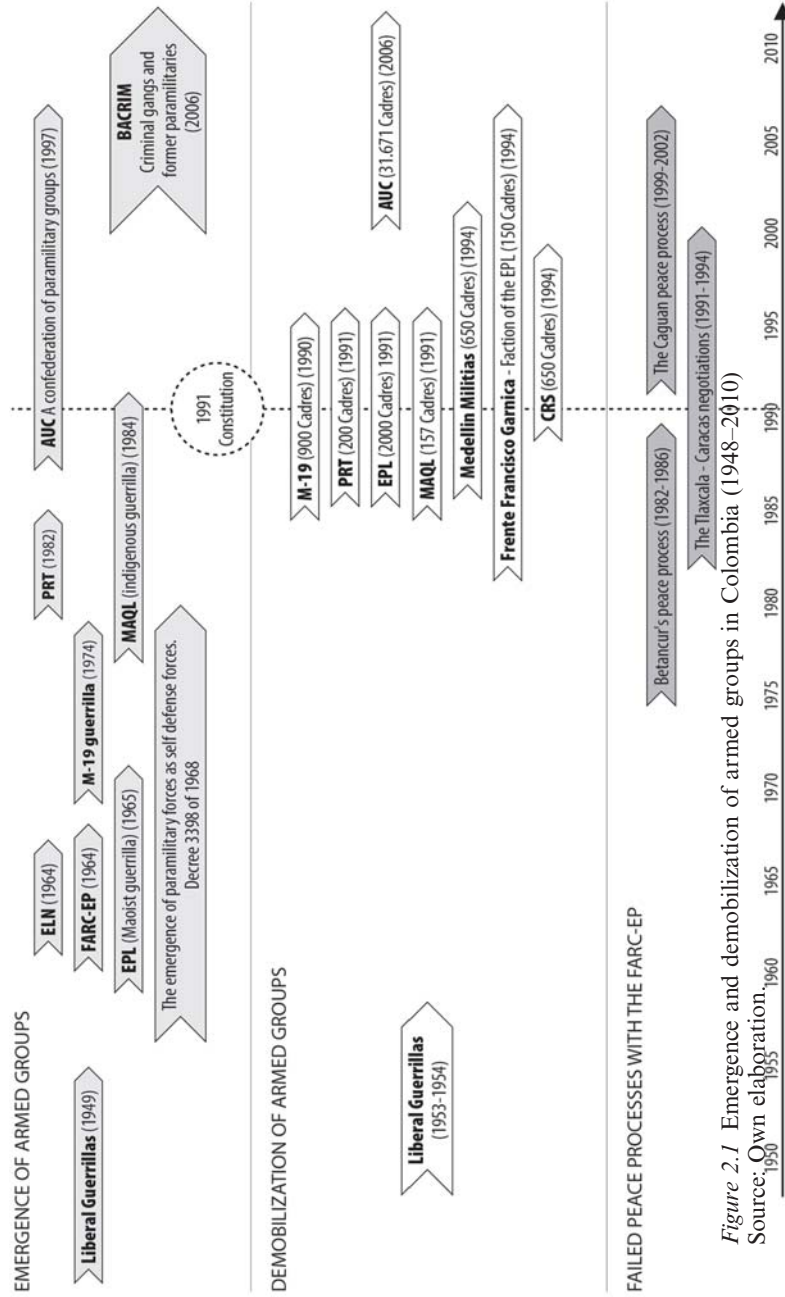 EMERGENCE OF ARMED GROUPS
Liberal Guerrillas (1949)
ELN (1964)
FARC-EP (1964)
EPL (Maoist guerrilla) (1965)
The emergence of paramilitary forces as self defense forces.
Decree 3398 of 1968
M-19 guerrilla (1974)
PRT (1982)
MAQL (indigenous guerrilla) (1984)
AUC A confederation of paramilitary groups (1997)
BACRIM
Criminal gangs and
former paramilitaries
(2006)
1991
Constitution
DEMOBILIZATION OF ARMED GROUPS
Liberal Guerrillas
(1953-1954)
M-19 (900 Cadres) (1990)
PRT (200 Cadres) (1991)
EPL (2000 Cadres) 1991)
MAQL (157 Cadres) (1991)
Medellin Militias (650 Cadres) (1994)
Frente Francisco Garnica - Faction of the EPL (150 Cadres) (1994)
CRS (650 Cadres) (1994)
AUC (31.671 Cadres) (2006)
FAILED PEACE PROCESSES WITH THE FARC-EP
Betancur's peace process (1982-1986)
The Caguan peace process (1999-2002)
The Tlaxcala - Caracas negotiations (1991-1994)
1950 1955 1960 1965 1970 1975 1980 1985 1990 1995 2000 2005 2010
Figure 2.1 Emergence and demobilization of armed groups in Colombia (1948–2010)
Source: Own elaboration.